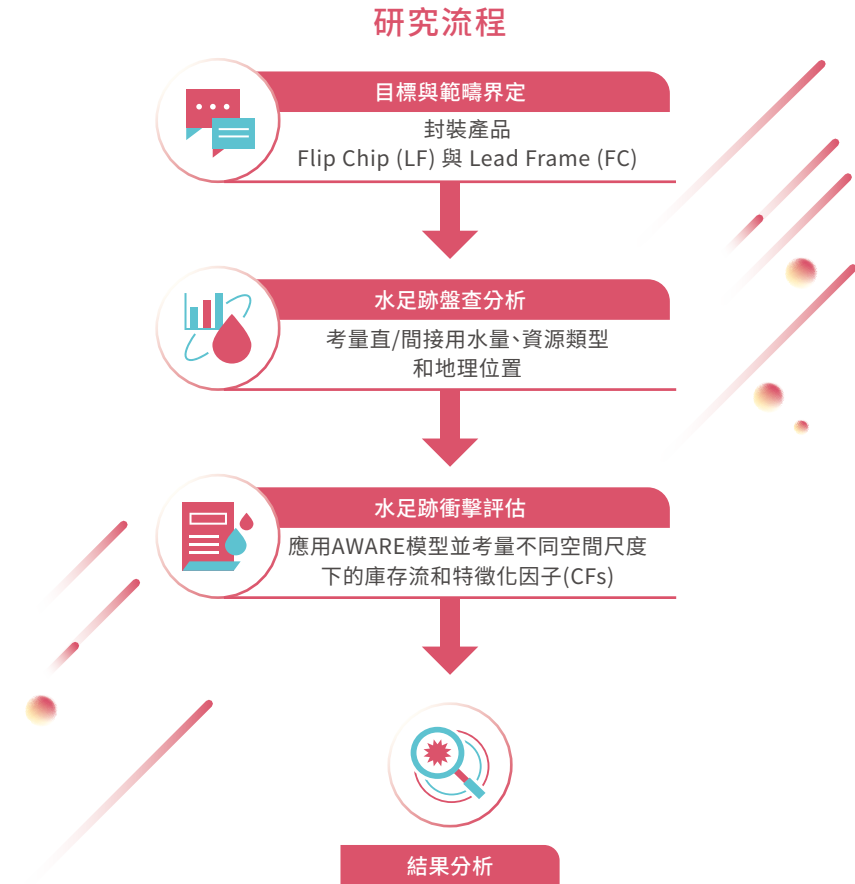 研究流程
目標與範疇界定
封裝產品
Flip Chip (LF) 與 Lead Frame (FC)
水足跡盤查分析
考量直/間接用水量、資源類型
和地理位置
水足跡衝擊評估
應用AWARE模型並考量不同空間尺度
下的庫存流和特徵化因子(CFs)
結果分析